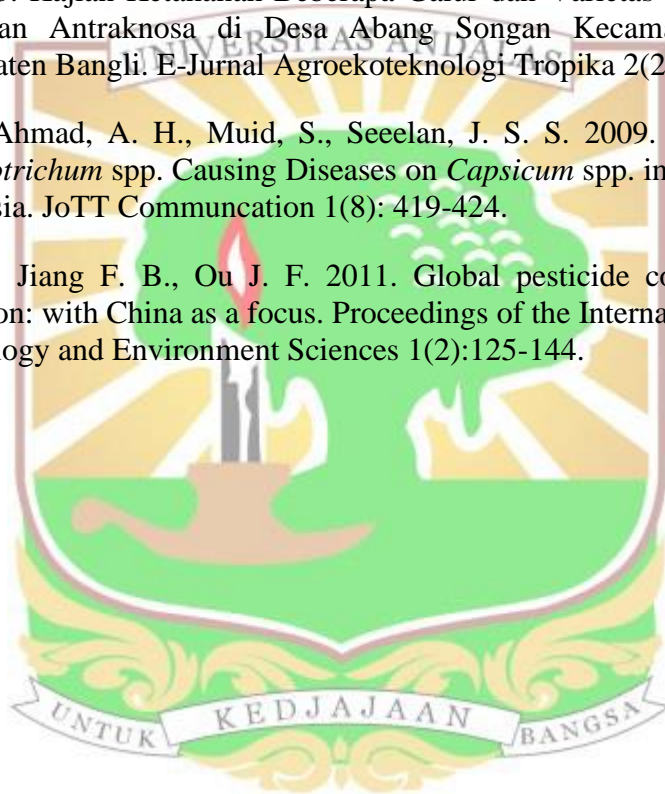 Kajian Ketahanan Beberapa Galur dan Varietas
an Antraknosa di Desa Abang Songan Kecama
UNIVERSITAS ANDALAS
aten Bangli. E-Jurnal Agroekoteknologi Tropika 2(2
Ahmad, A. H., Muid, S., Seeelan, J. S. S. 2009.
otrichum spp. Causing Diseases on Capsicum spp. in
sia. JoTT Communcation 1(8): 419-424.
Jiang F. B., Ou J. F. 2011. Global pesticide co
on: with China as a focus. Proceedings of the Interna
logy and Environment Sciences 1(2):125-144.
UNTUK KEDJAJAAN BANGSA